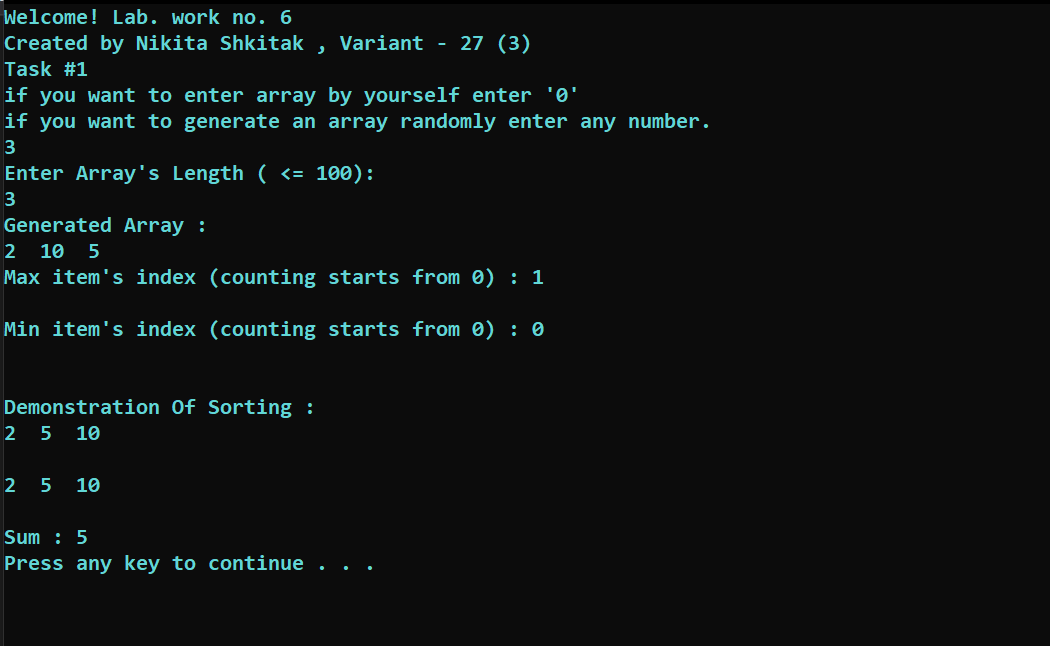 Welcome! Lab. work no. 6
Created by Nikita Shkitak , Variant - 27 (3)
Task #1
if you want to enter array by yourself enter '0'
if you want to generate an array randomly enter any number.
3
Enter Array's Length ( <= 100):
3
Generated Array :
2  10  5
Max item's index (counting starts from 0) : 1
Min item's index (counting starts from 0) : 0
Demonstration Of Sorting :
2  5  10
2  5  10
Sum : 5
Press any key to continue . . .